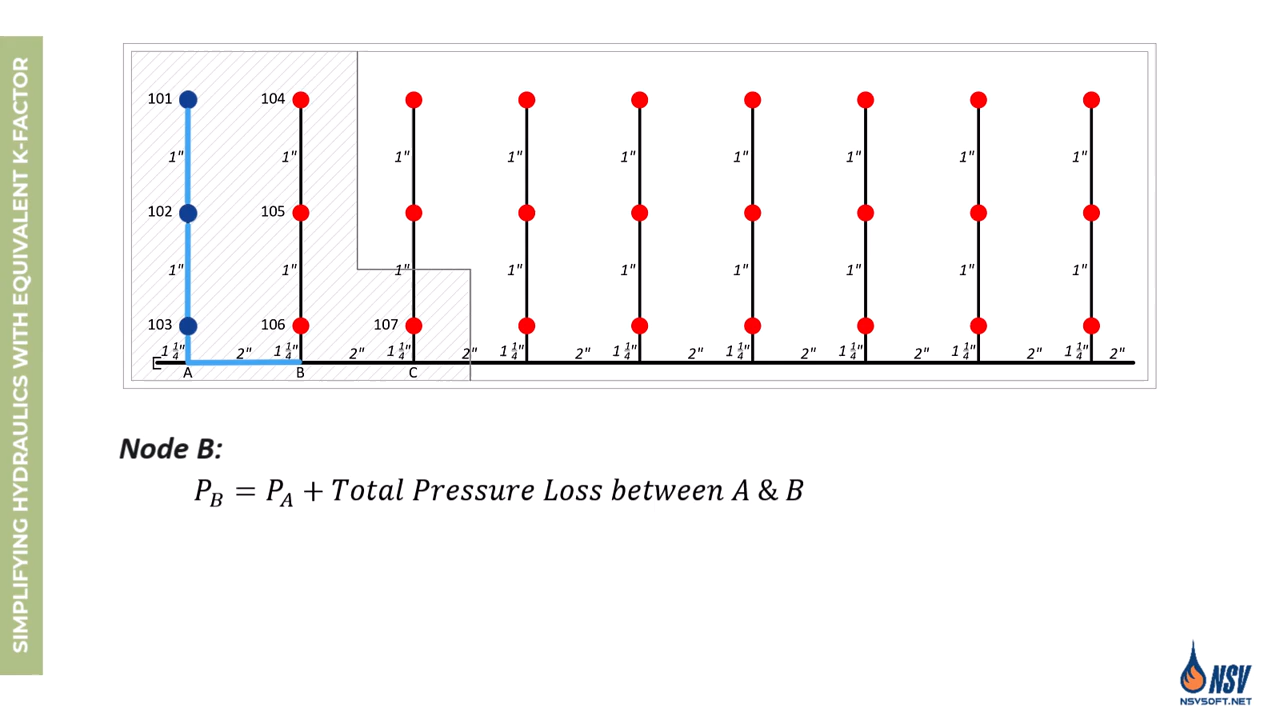 SIMPLIFYING HYDRAULICS WITH EQUIVALENT K-FACTOR
101 104
1" 1" 1" 1" 1" 1" 1" 1" 1"
102 105
1" 1" 1" 1" 1" 1" 1" 1" 1"
103 106 107
1 1/4" 2" 1 1/4" 2" 1 1/4" 2" 1 1/4" 2" 1 1/4" 2" 1 1/4" 2" 1 1/4" 2" 1 1/4" 2" 1 1/4" 2"
A B C
Node B:
P_B = P_A + Total Pressure Loss between A & B
NSV
NSVSOFT.NET